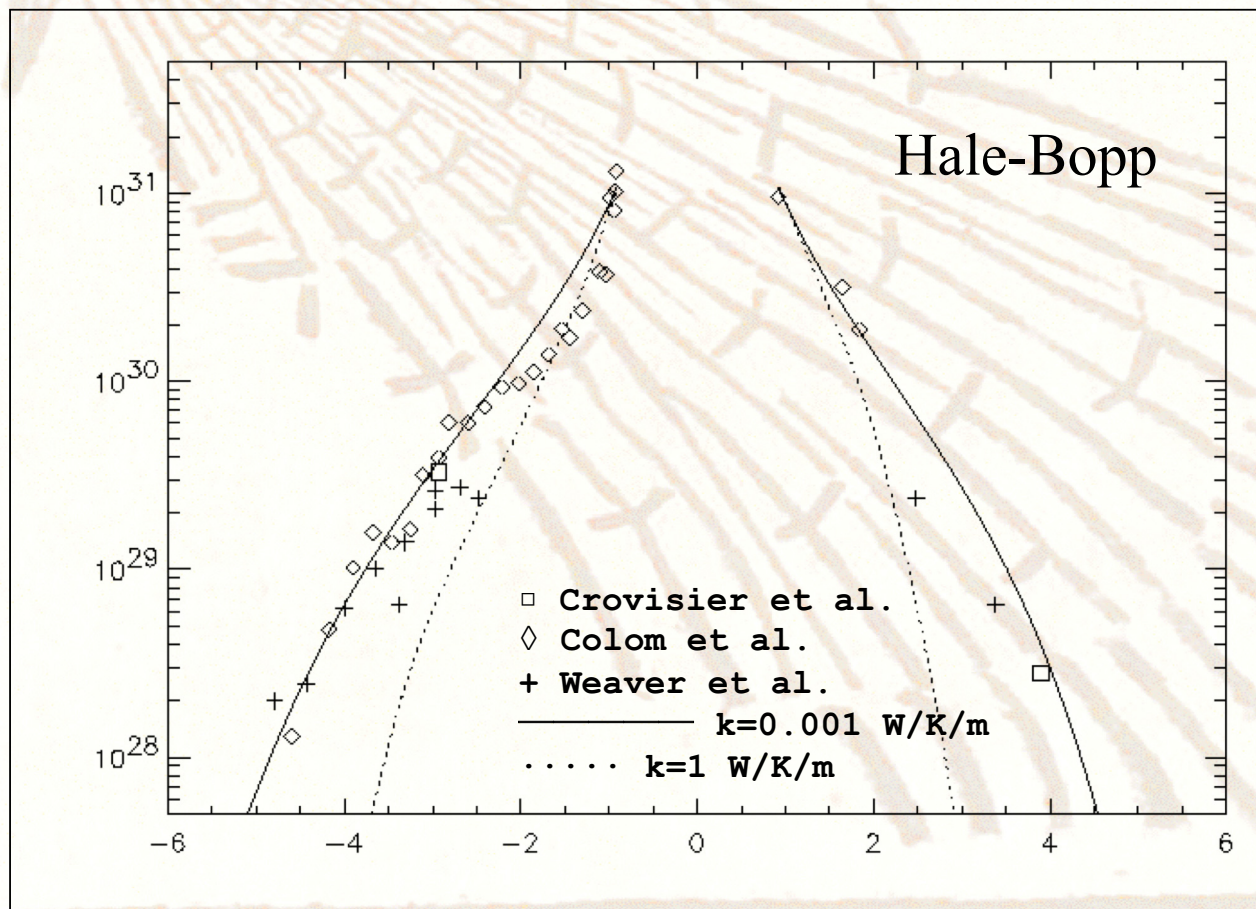 Hale-Bopp
10³¹
10³⁰
10²⁹
10²⁸
□ Crovisier et al.
◇ Colom et al.
+ Weaver et al.
k=0.001 W/K/m
k=1 W/K/m
−6 −4 −2 0 2 4 6